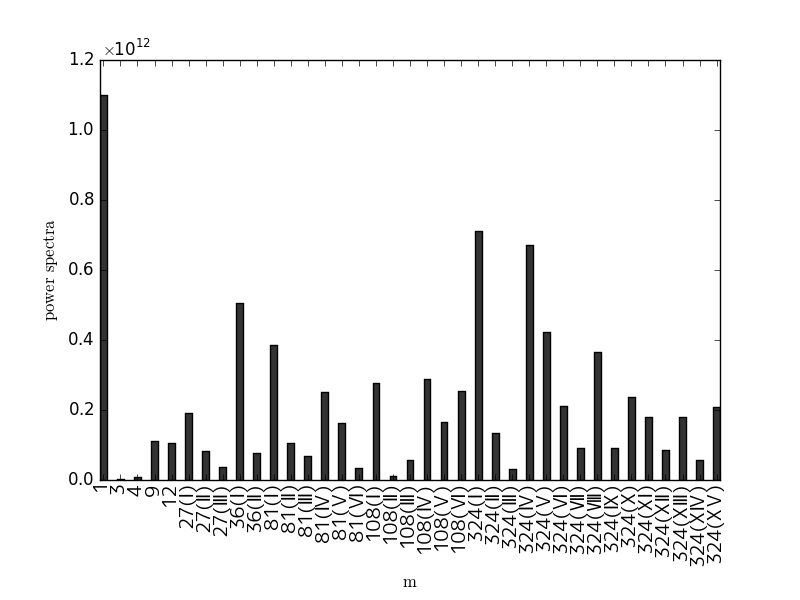 ×10¹²
1.2
1.0
0.8
0.6
0.4
0.2
0.0
power spectra
1
3
4
9
12
27(I)
27(II)
27(III)
36(I)
36(II)
81(I)
81(II)
81(III)
81(IV)
81(V)
81(VI)
108(I)
108(II)
108(III)
108(IV)
108(V)
108(VI)
324(I)
324(II)
324(III)
324(IV)
324(V)
324(VI)
324(VII)
324(VIII)
324(IX)
324(X)
324(XI)
324(XII)
324(XIII)
324(XIV)
324(XV)
m